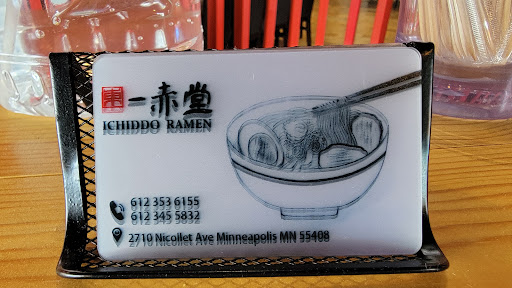 一赤堂
ICHIDDO RAMEN
612 353 6155
612 345 5832
2710 Nicollet Ave Minneapolis MN 55408